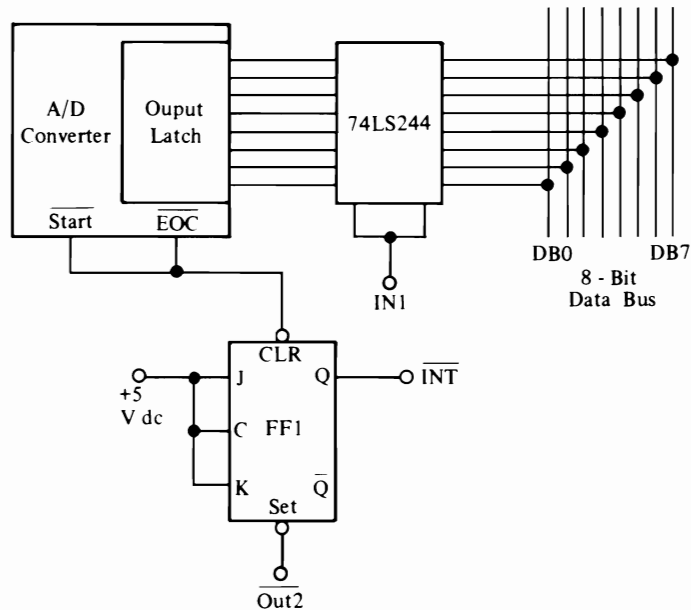 A/D
Converter
Ouput
Latch
74LS244
Start
EOC
IN1
DB0
DB7
8 - Bit
Data Bus
CLR
+5
V dc
J
Q
INT
C
FF1
K
Q
Set
Out2